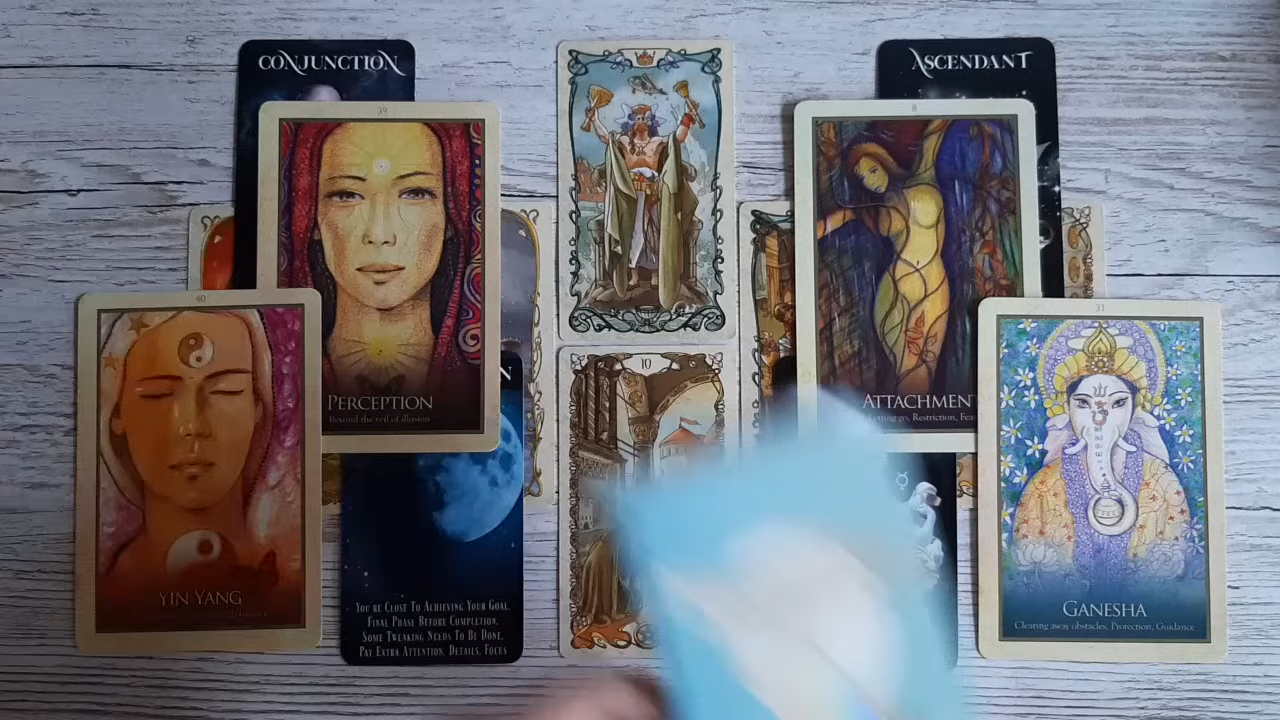 CONJUNCTION
ASCENDANT
39
8
PERCEPTION
Beyond the veil of illusion
ATTACHMENT
Restriction, Fea
40
31
10
N
YIN YANG
GANESHA
Clearing away obstacles, Protection, Guidance
YOU'RE CLOSE TO ACHIEVING YOUR GOAL.
FINAL PHASE BEFORE COMPLETION.
SOME TWEAKING NEEDS TO BE DONE.
PAY EXTRA ATTENTION, DETAILS, FOCUS